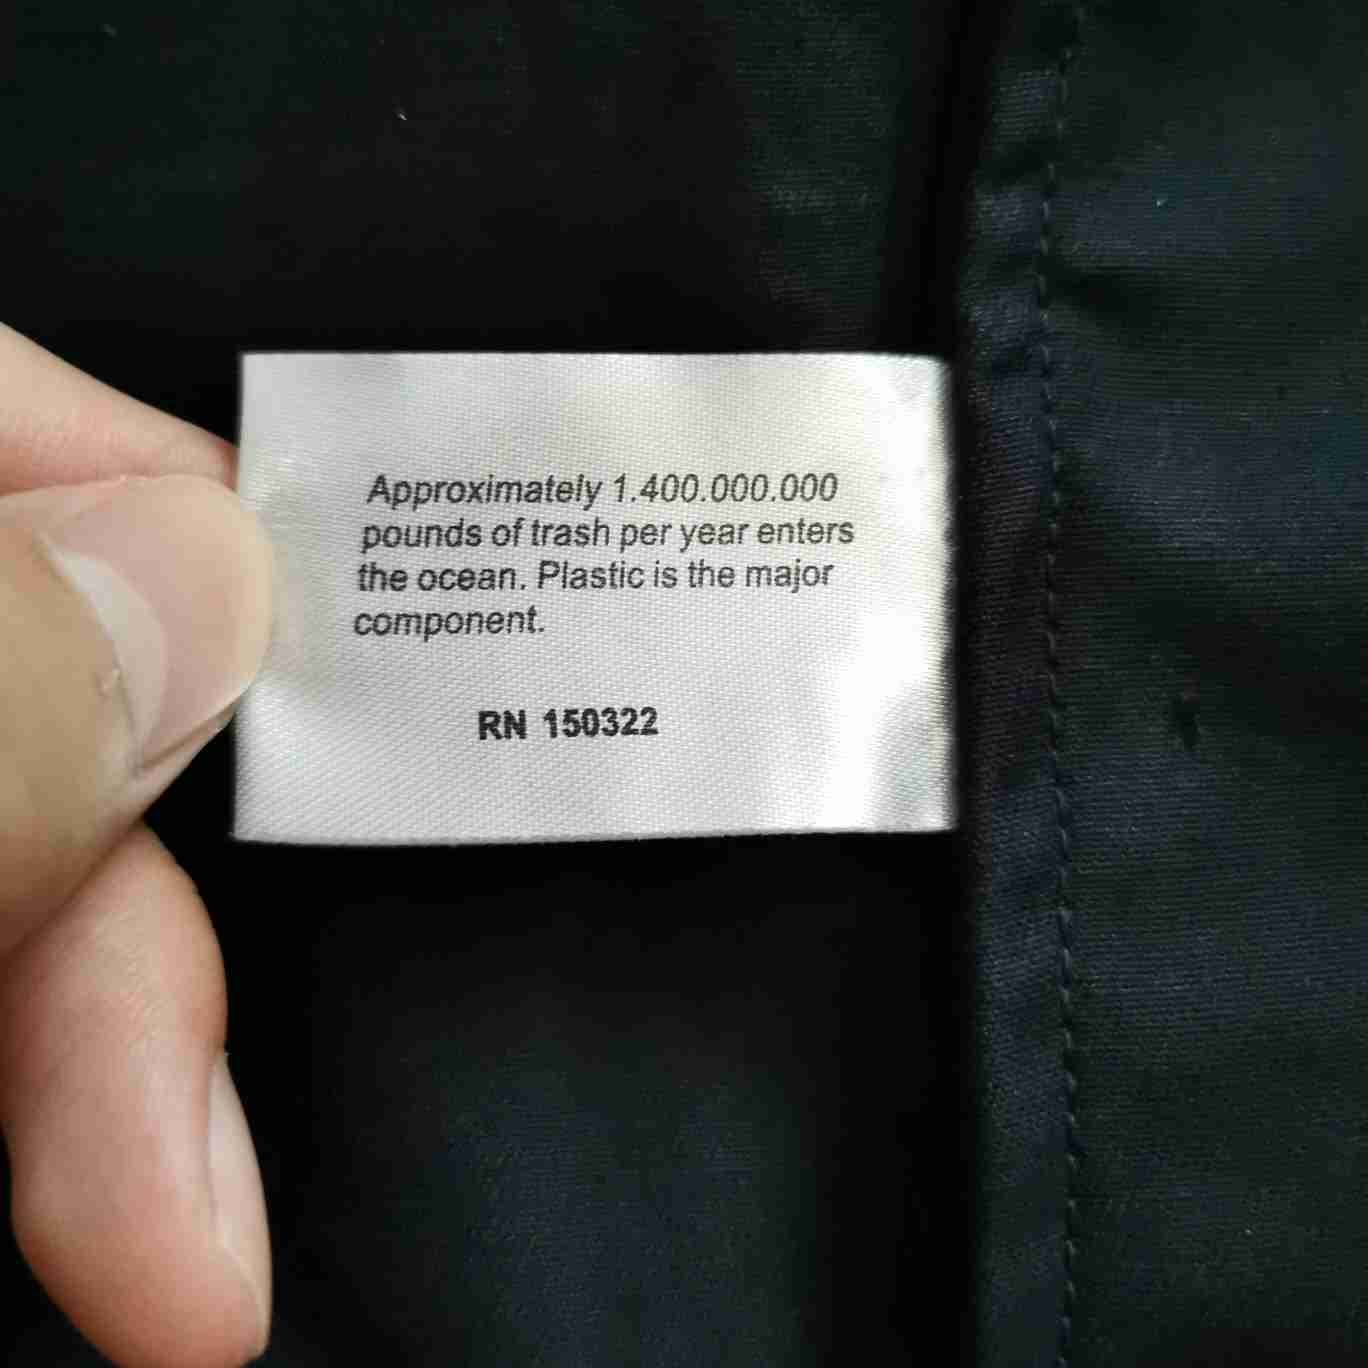 Approximately 1.400.000.000
pounds of trash per year enters
the ocean. Plastic is the major
component.
RN 150322